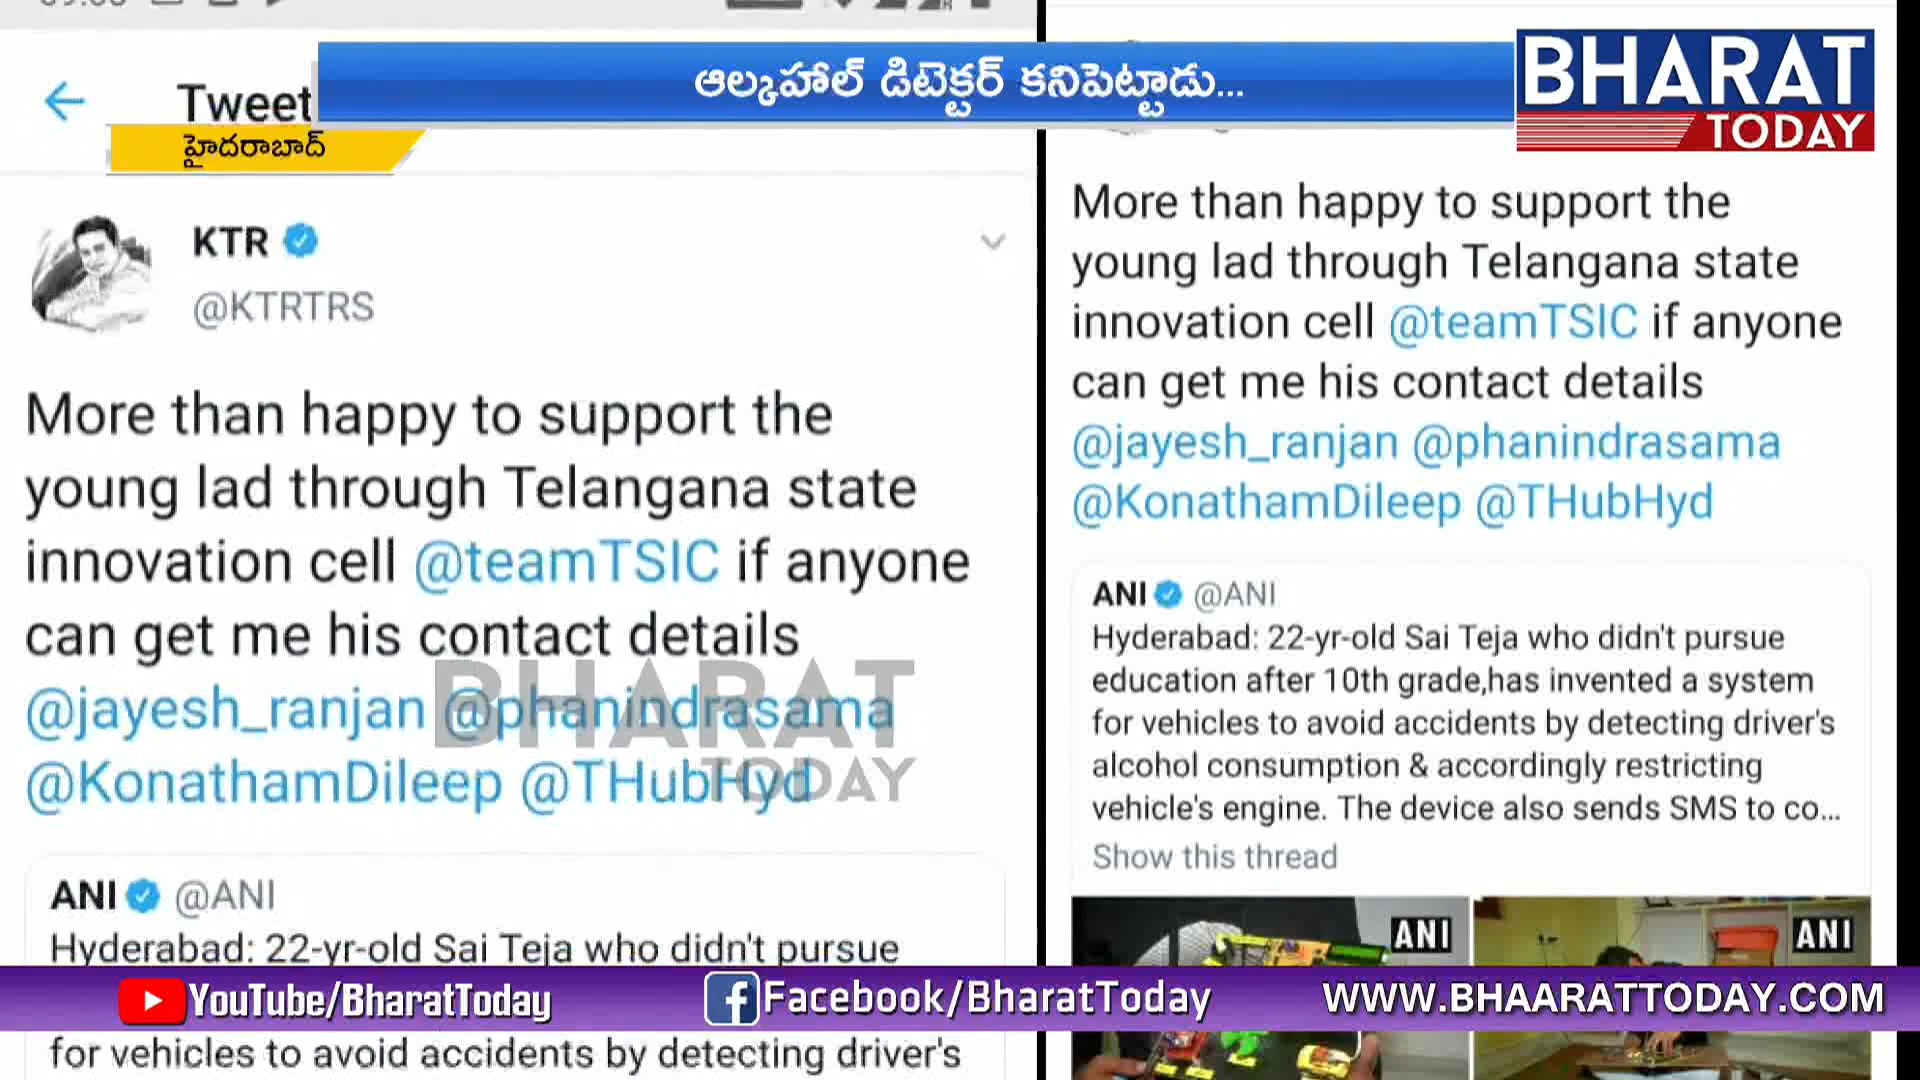 ఆల్కహాల్ డిటెక్టర్ కనిపెట్టాడు...
BHARAT
TODAY
Tweet
హైదరాబాద్
KTR
@KTRTRS
More than happy to support the
young lad through Telangana state
innovation cell @teamTSIC if anyone
can get me his contact details
@jayesh_ranjan @phanindrasama
@KonathamDileep @THubHyd
BHARAT
TODAY
ANI @ANI
Hyderabad: 22-yr-old Sai Teja who didn't pursue
for vehicles to avoid accidents by detecting driver's
More than happy to support the
young lad through Telangana state
innovation cell @teamTSIC if anyone
can get me his contact details
@jayesh_ranjan @phanindrasama
@KonathamDileep @THubHyd
ANI @ANI
Hyderabad: 22-yr-old Sai Teja who didn't pursue
education after 10th grade,has invented a system
for vehicles to avoid accidents by detecting driver's
alcohol consumption & accordingly restricting
vehicle's engine. The device also sends SMS to co...
Show this thread
ANI
ANI
YouTube/BharatToday
Facebook/BharatToday
WWW.BHAARATTODAY.COM